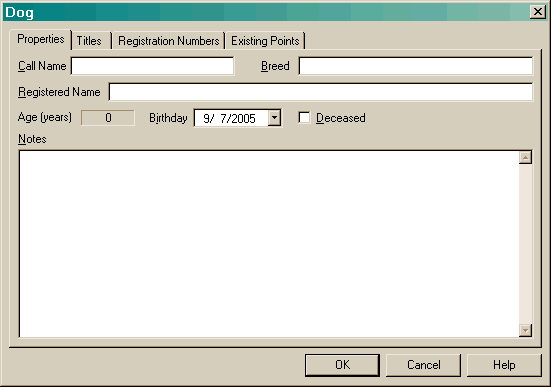 Dog
Properties Titles Registration Numbers Existing Points
Call Name Breed
Registered Name
Age (years) 0 Birthday 9/ 7/2005 Deceased
Notes
OK Cancel Help